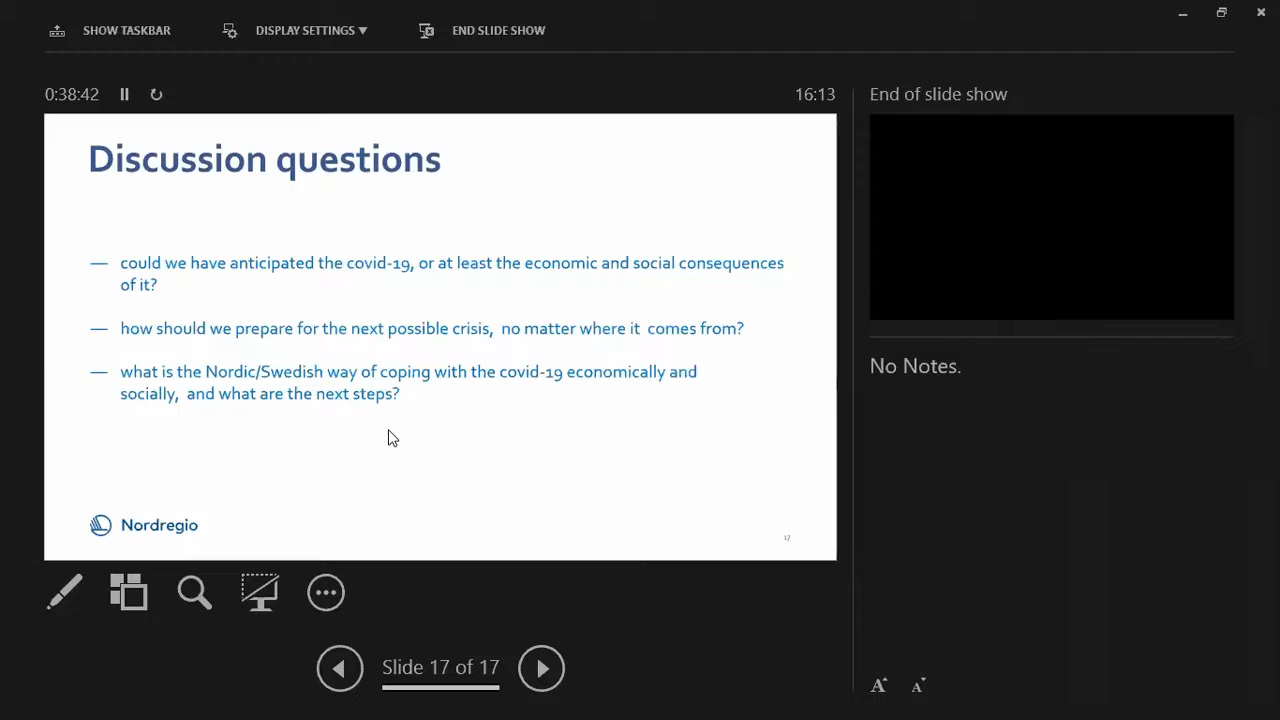 SHOW TASKBAR
DISPLAY SETTINGS ▼
END SLIDE SHOW
0:38:42
16:13
End of slide show
Discussion questions
— could we have anticipated the covid-19, or at least the economic and social consequences
of it?
— how should we prepare for the next possible crisis, no matter where it comes from?
— what is the Nordic/Swedish way of coping with the covid-19 economically and
socially, and what are the next steps?
Nordregio
17
No Notes.
Slide 17 of 17
A A